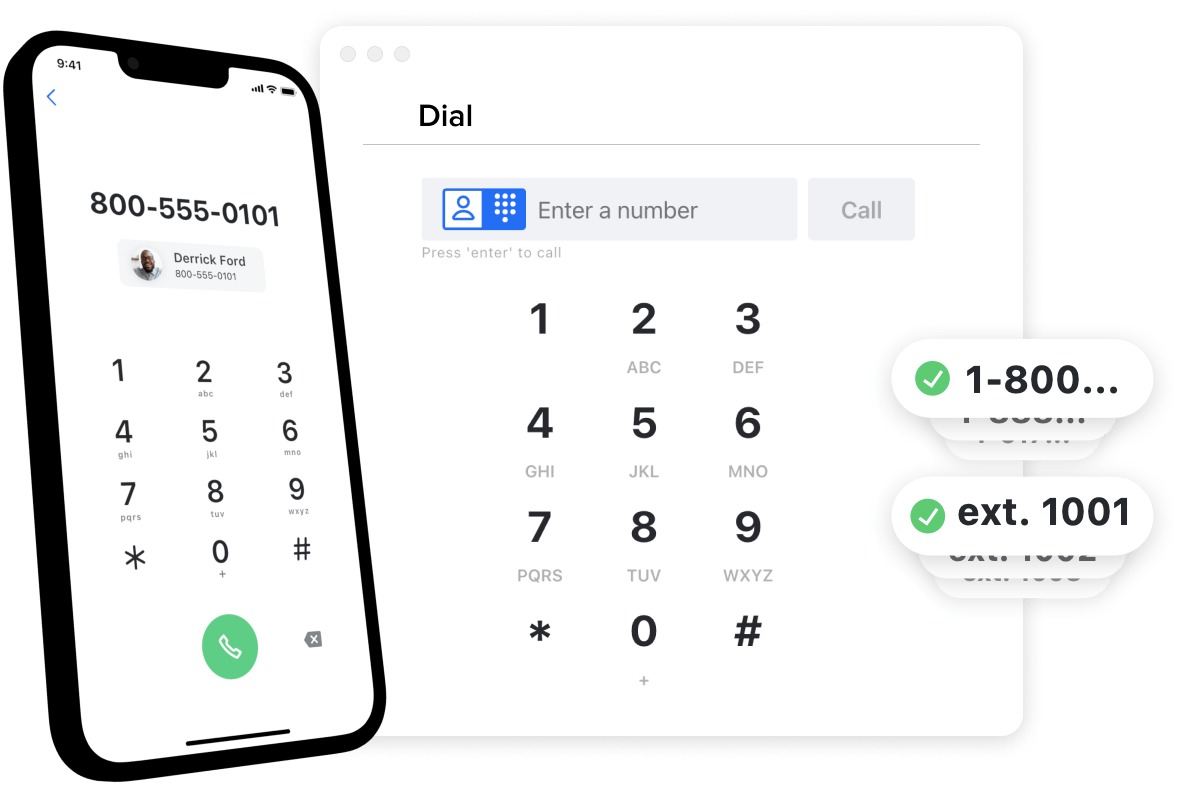 9:41
800-555-0101
Derrick Ford
800-555-0101
1
2
abc
3
def
4
ghi
5
jkl
6
mno
7
pqrs
8
tuv
9
wxyz
*
0
+
#
Dial
Enter a number
Call
Press 'enter' to call
1
2
3
ABC
DEF
4
5
6
GHI
JKL
MNO
7
8
9
PQRS
TUV
WXYZ
*
0
#
+
1-800...
ext. 1001
ext. 1002